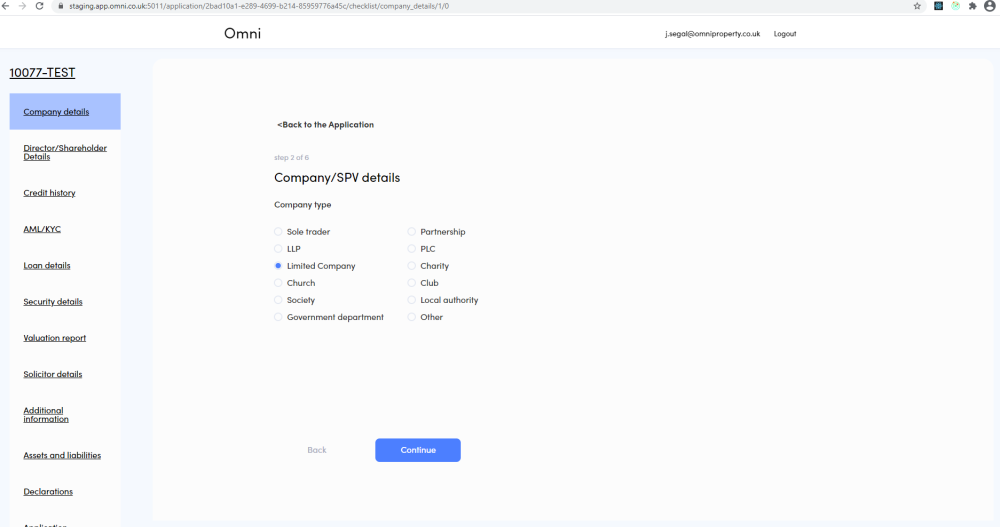 staging.app.omni.co.uk:5011/application/2bad10a1-e289-4699-b214-85959776a45c/checklist/company_details/1/0
Omni
j.segal@omniproperty.co.uk Logout
10077-TEST
Company details
Director/Shareholder
Details
Credit history
AML/KYC
Loan details
Security details
Valuation report
Solicitor details
Additional
information
Assets and liabilities
Declarations
Application
<Back to the Application
step 2 of 6
Company/SPV details
Company type
Sole trader Partnership
LLP PLC
Limited Company Charity
Church Club
Society Local authority
Government department Other
Back Continue